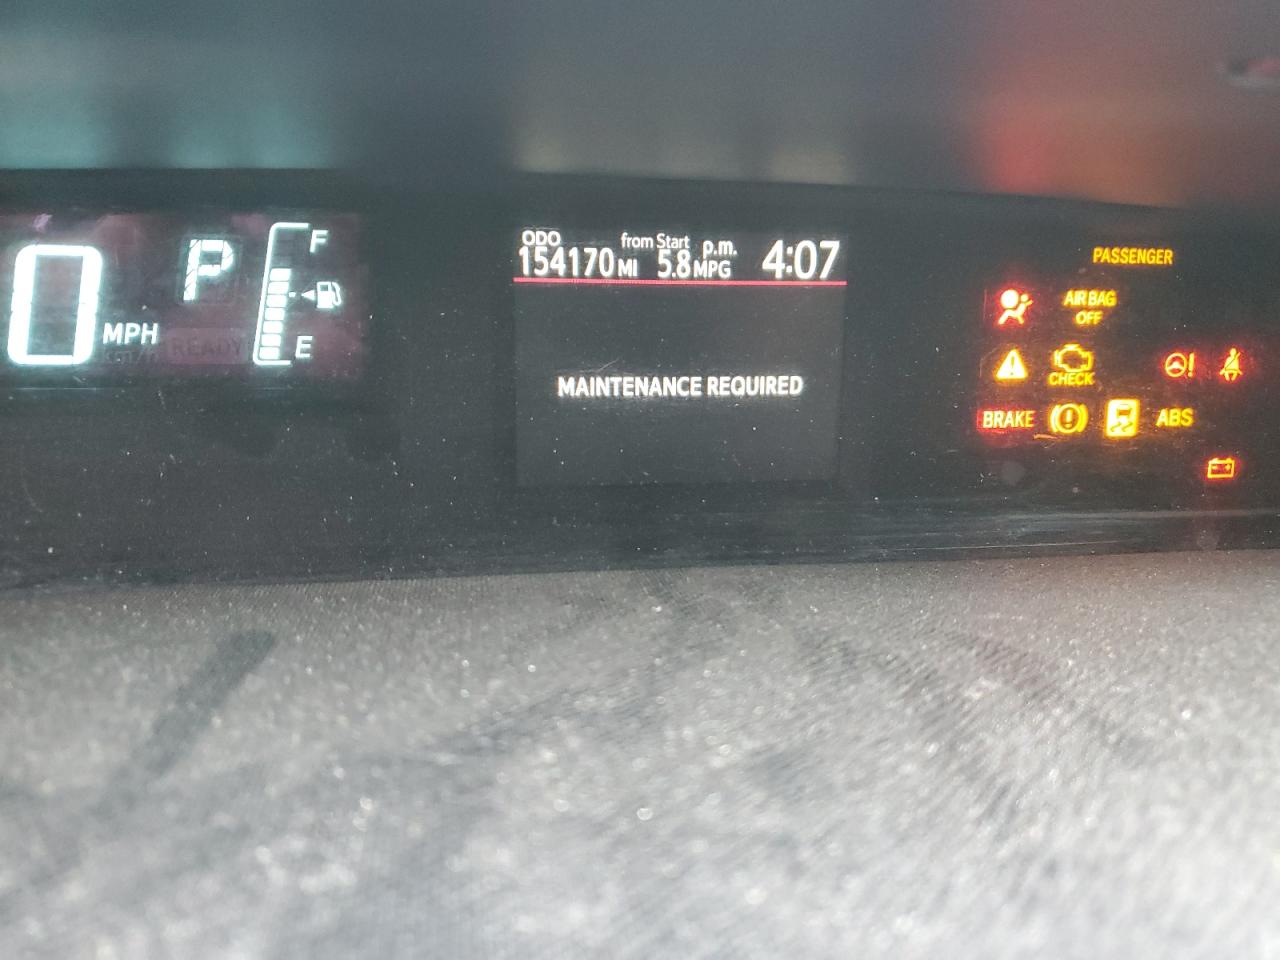 0 MPH
km/h
READY
P
F
E
ODO
154170 MI
from Start
5.8 MPG
p.m. 4:07
MAINTENANCE REQUIRED
PASSENGER
AIR BAG
OFF
CHECK
BRAKE
ABS